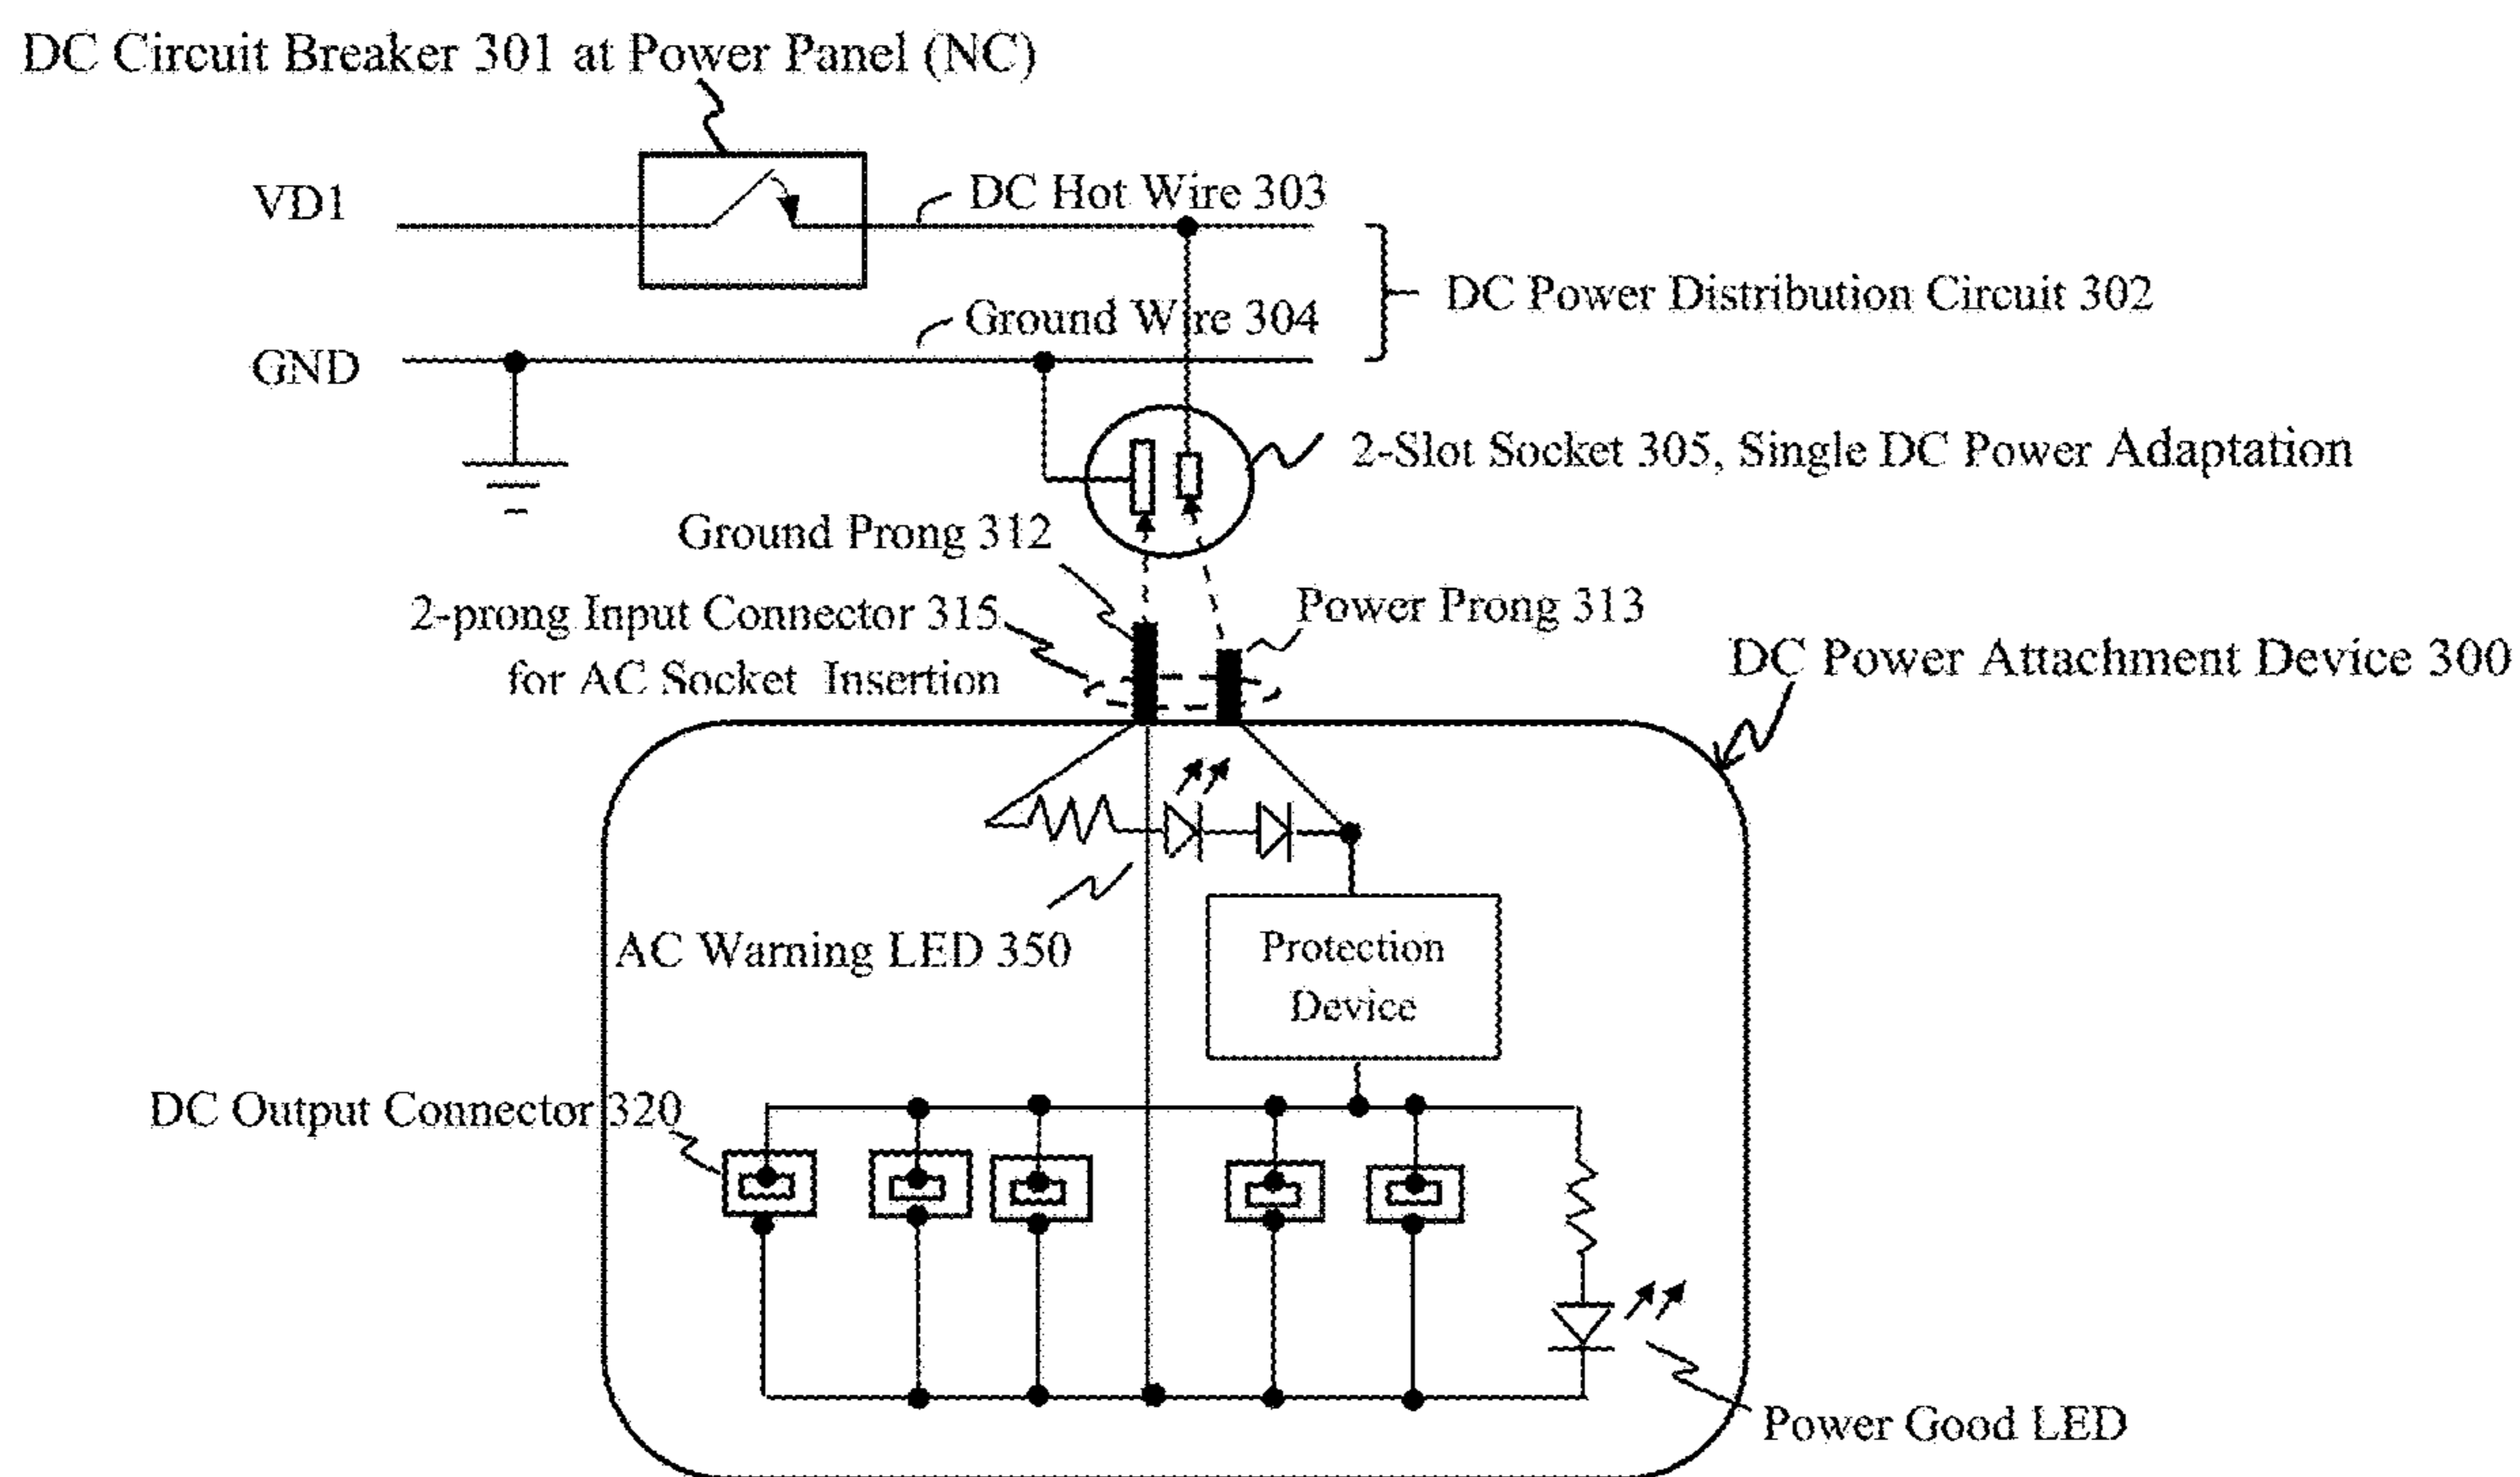 DC Circuit Breaker 301 at Power Panel (NC)
VD1
DC Hot Wire 303
DC Power Distribution Circuit 302
Ground Wire 304
GND
2-Slot Socket 305, Single DC Power Adaptation
Ground Prong 312
2-prong Input Connector 315
for AC Socket Insertion
Power Prong 313
DC Power Attachment Device 300
AC Warning LED 350
Protection
Device
DC Output Connector 320
Power Good LED